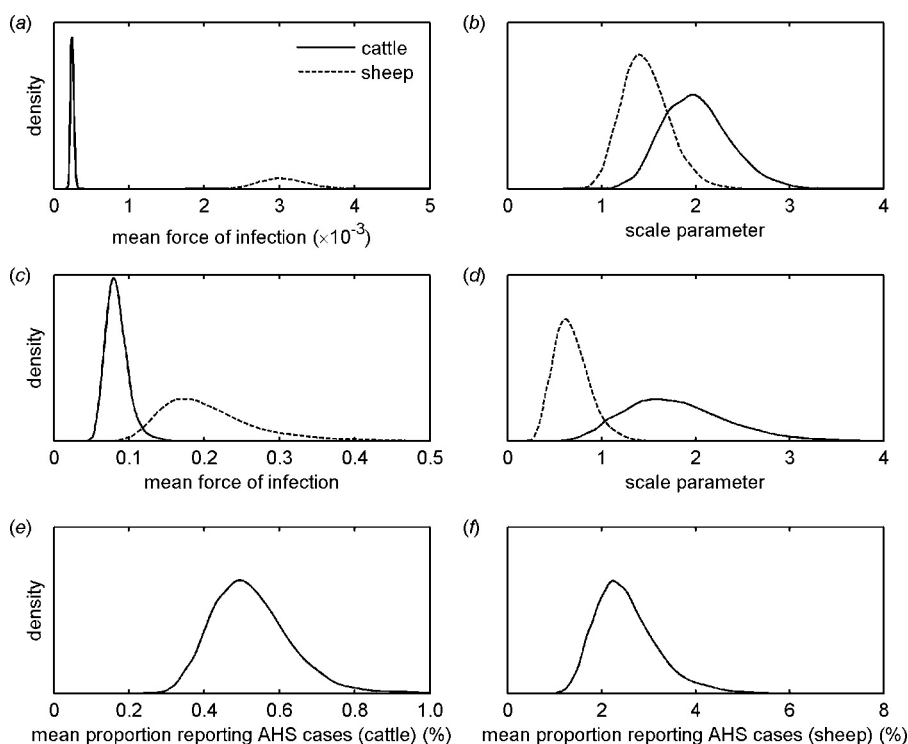 (a)
density
cattle
sheep
0 1 2 3 4 5
mean force of infection (×10⁻³)
(b)
0 1 2 3 4
scale parameter
(c)
density
0 0.1 0.2 0.3 0.4 0.5
mean force of infection
(d)
0 1 2 3 4
scale parameter
(e)
density
0 0.2 0.4 0.6 0.8 1.0
mean proportion reporting AHS cases (cattle) (%)
(f)
0 2 4 6 8
mean proportion reporting AHS cases (sheep) (%)